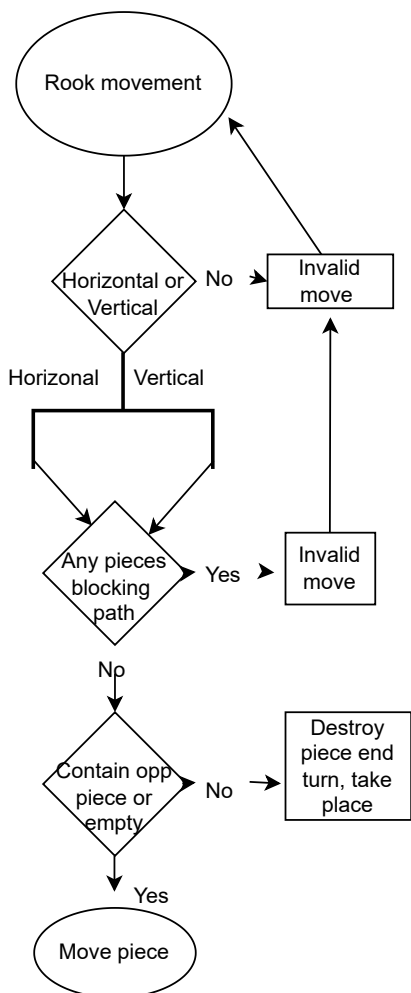 Rook movement
Horizontal or
Vertical
No
Invalid
move
Horizonal
Vertical
Any pieces
blocking
path
Yes
Invalid
move
No
Contain opp
piece or
empty
No
Destroy
piece end
turn, take
place
Yes
Move piece